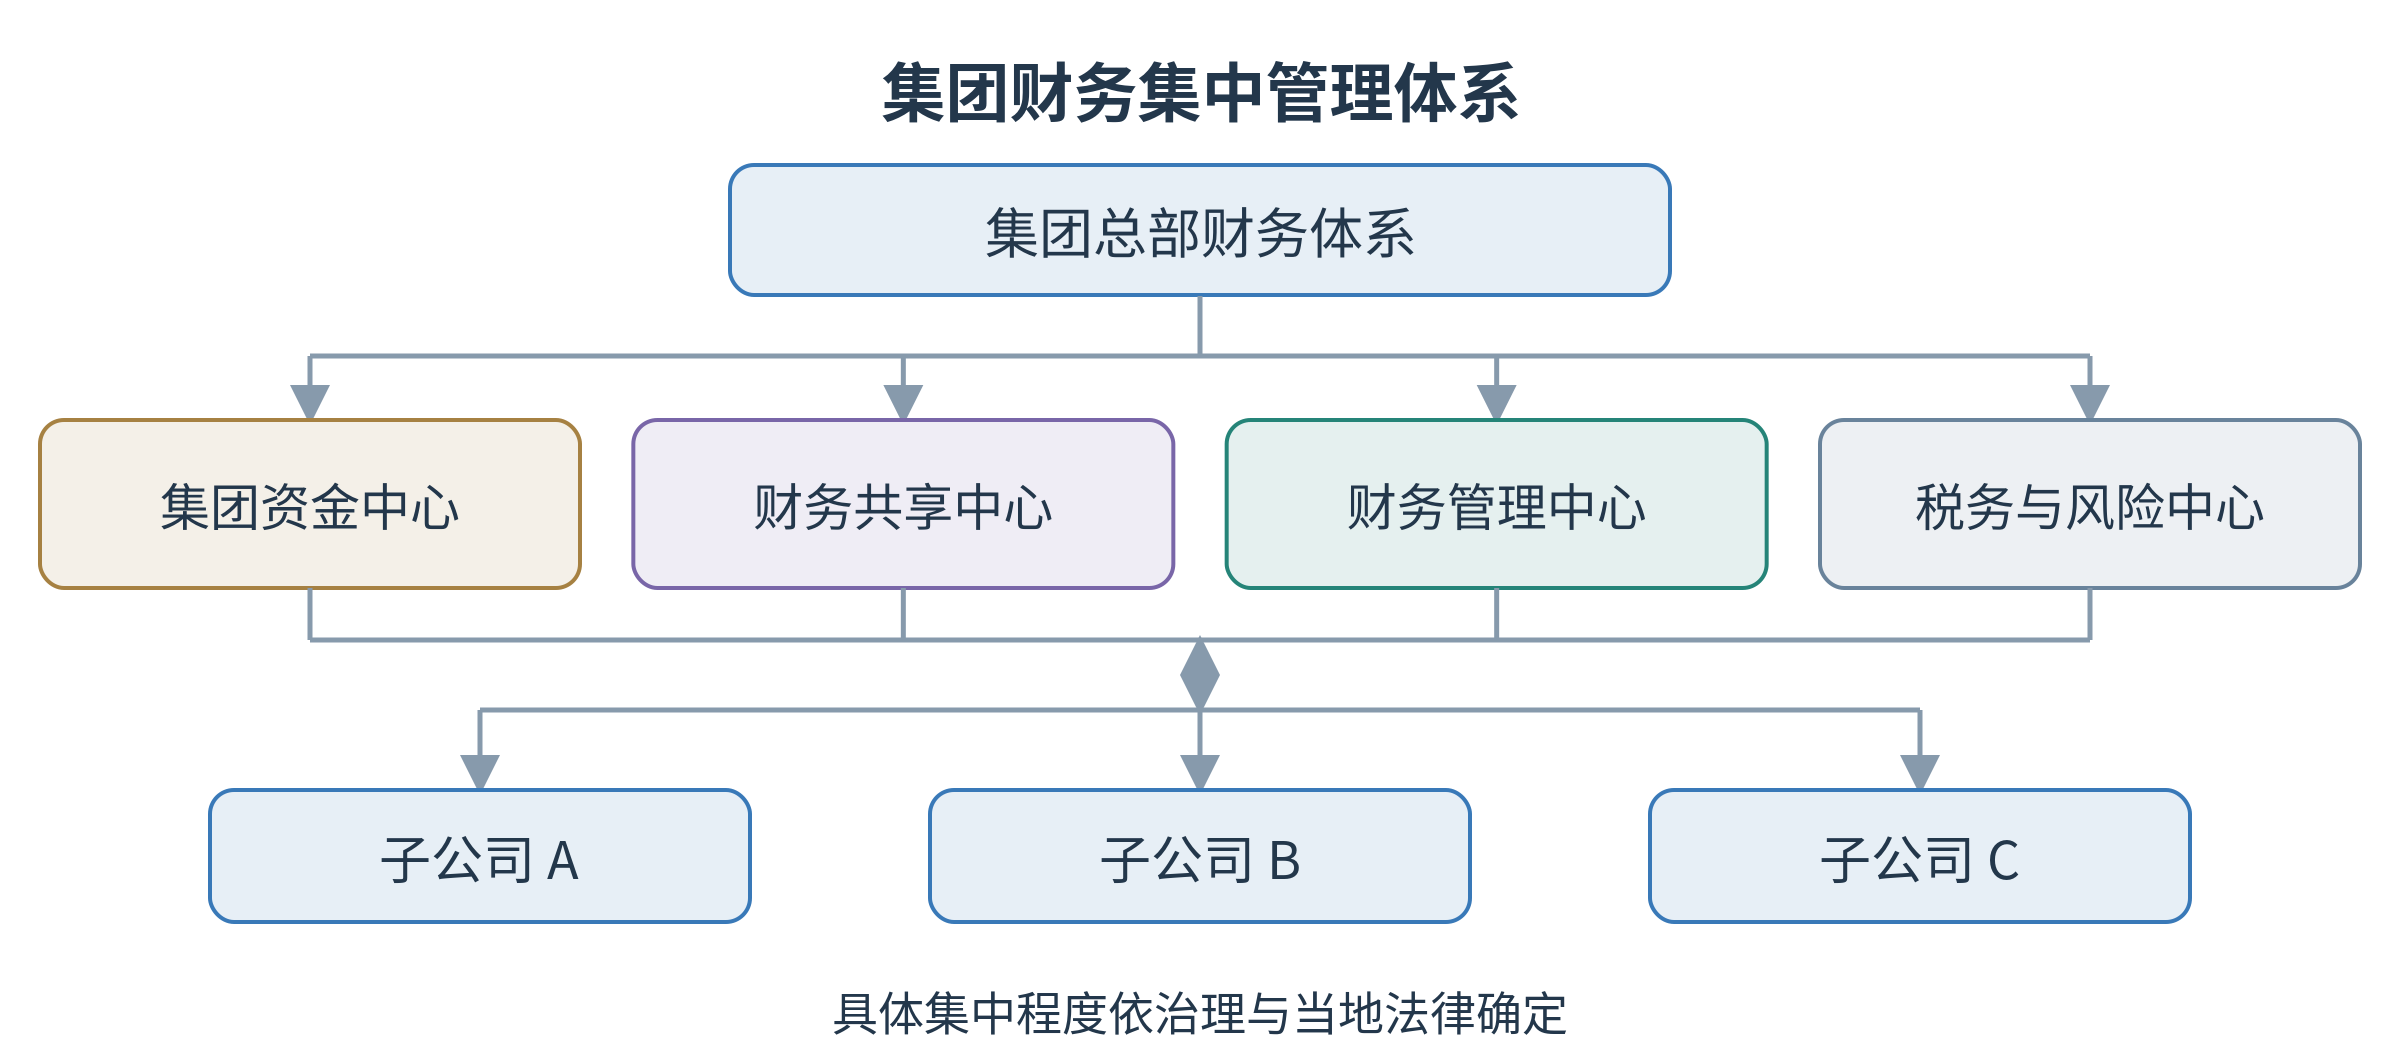 集团财务集中管理体系
集团总部财务体系
集团资金中心
财务共享中心
财务管理中心
税务与风险中心
子公司 A
子公司 B
子公司 C
具体集中程度依治理与当地法律确定